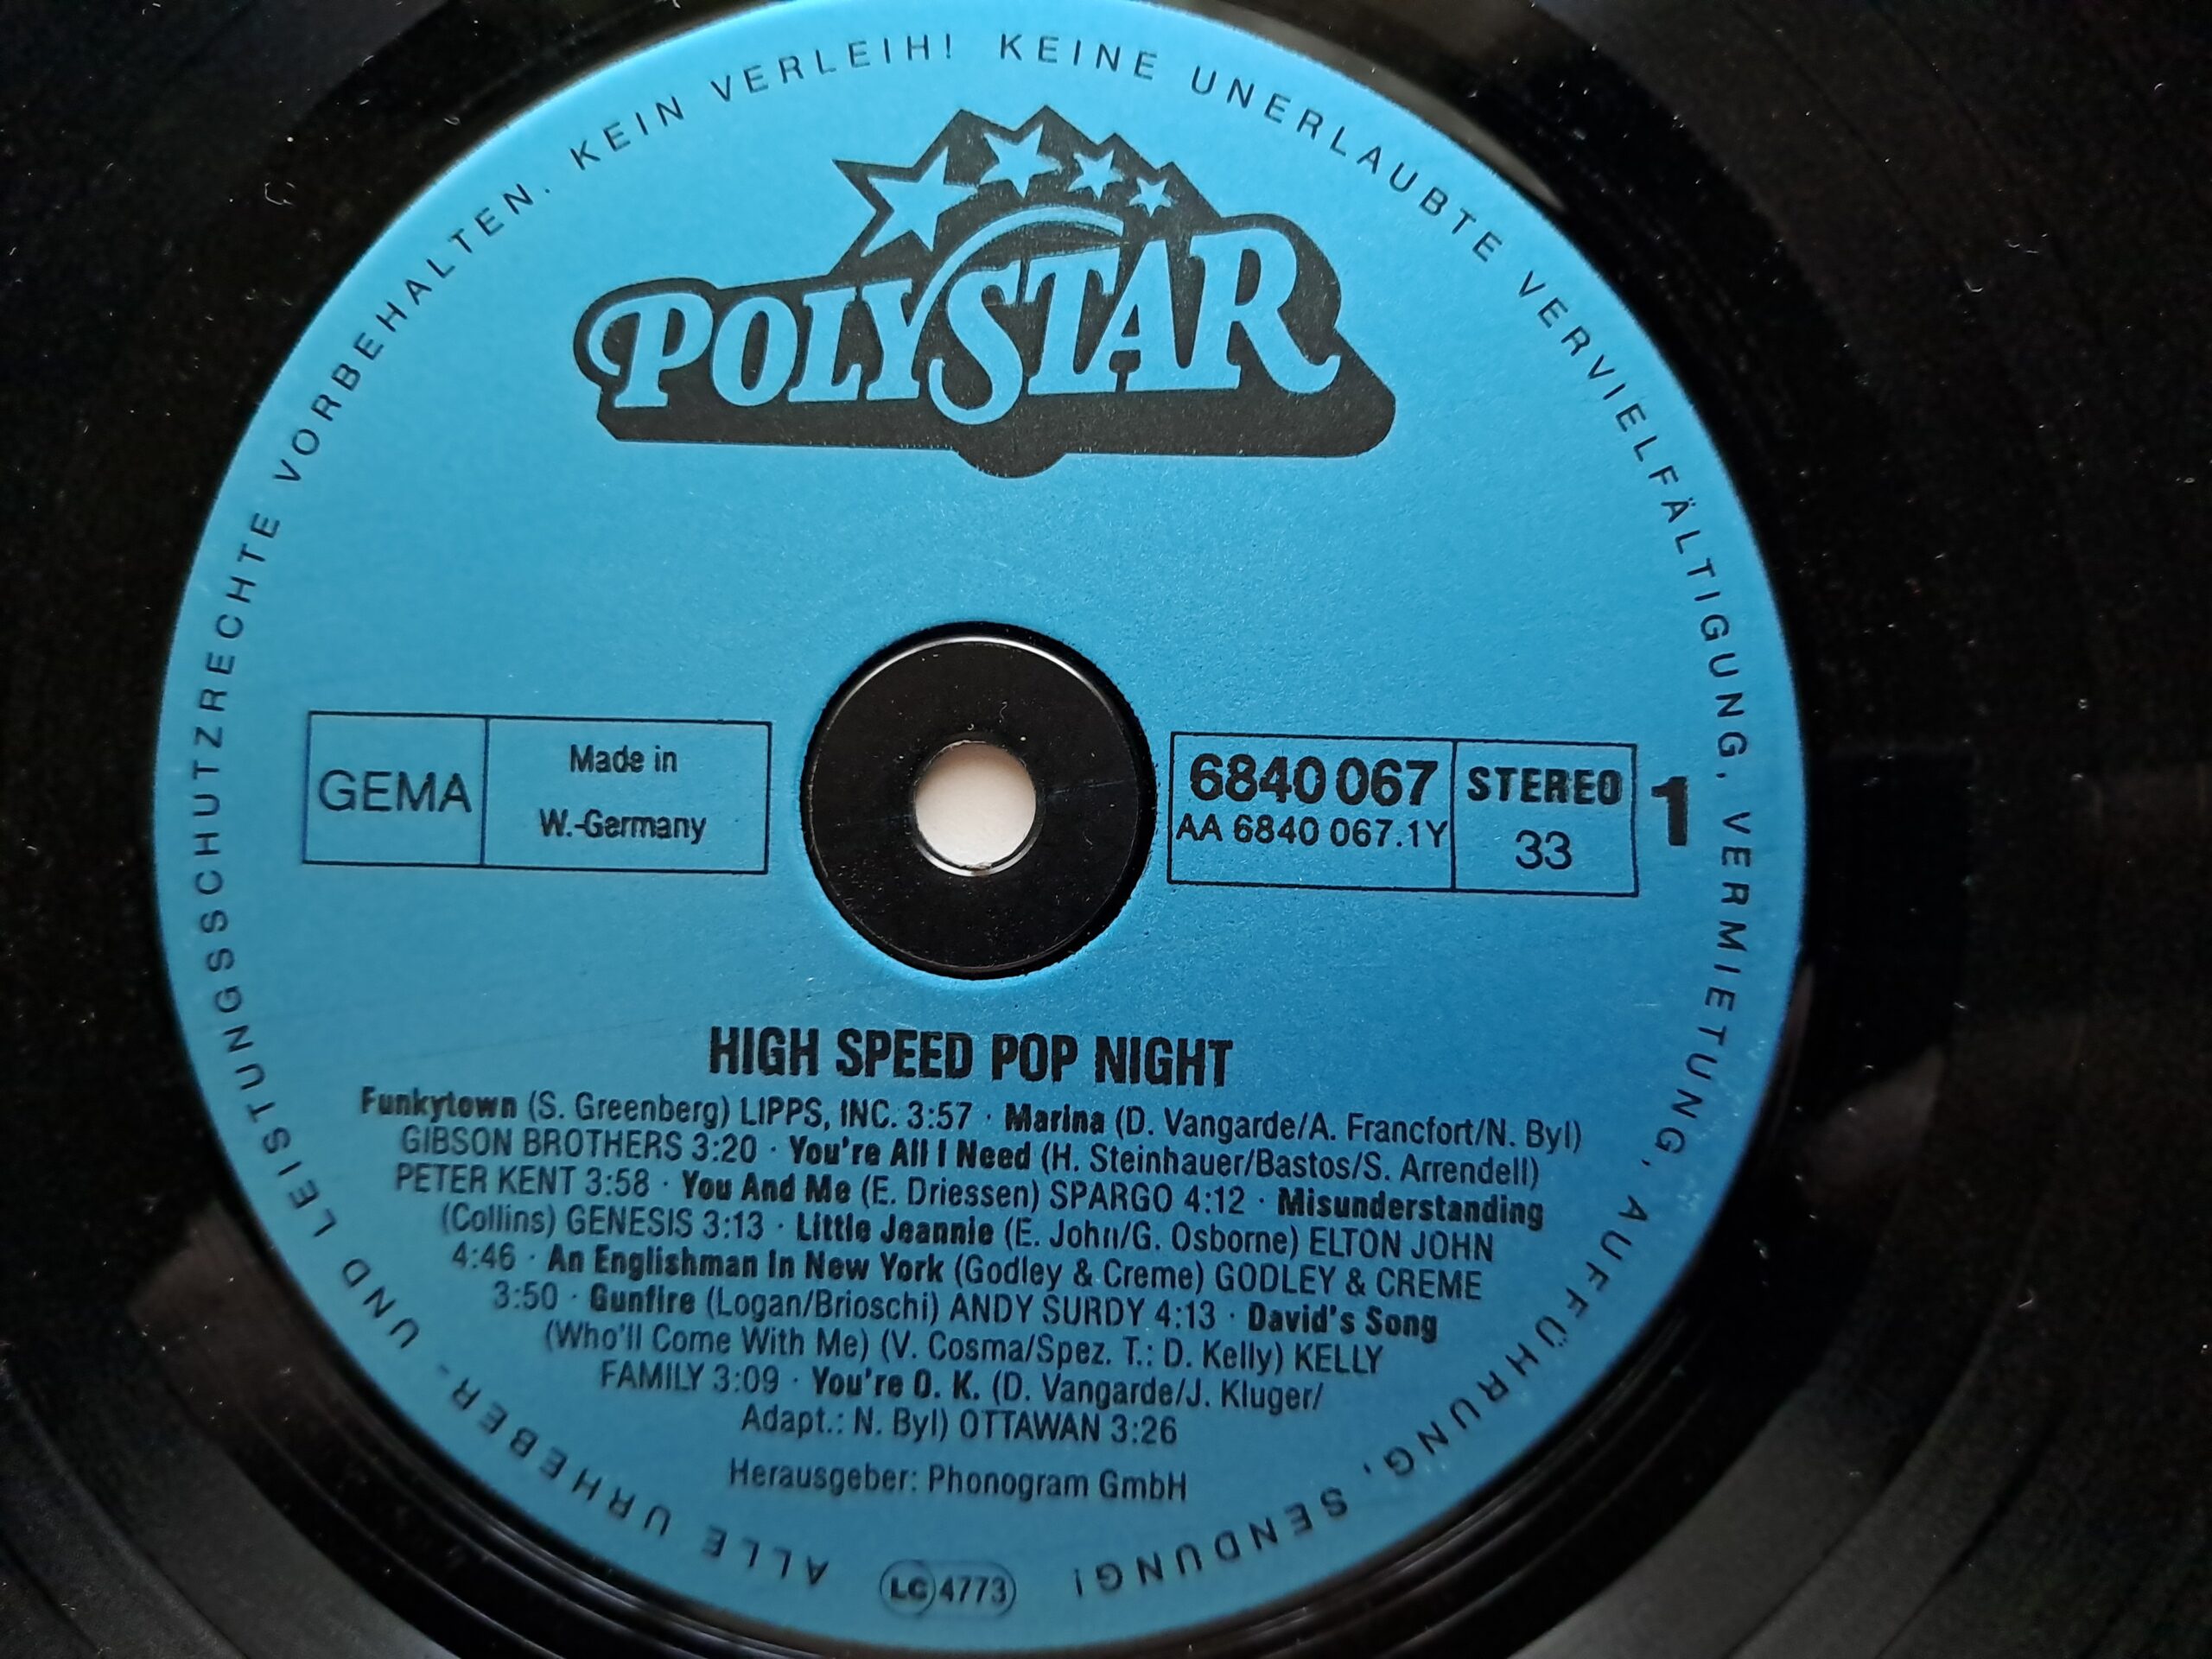 ALLE URHEBER- UND LEISTUNGSSCHUTZRECHTE VORBEHALTEN. KEIN VERLEIH! KEINE UNERLAUBTE VERVIELFÄLTIGUNG, VERMIETUNG, AUFFÜHRUNG, SENDUNG!
POLYSTAR
GEMA
Made in
W.-Germany
6840 067
AA 6840 067.1Y
STEREO
33
1
HIGH SPEED POP NIGHT
Funkytown (S. Greenberg) LIPPS, INC. 3:57 · Marina (D. Vangarde/A. Francfort/N. Byl)
GIBSON BROTHERS 3:20 · You're All I Need (H. Steinhauer/Bastos/S. Arrendell)
PETER KENT 3:58 · You And Me (E. Driessen) SPARGO 4:12 · Misunderstanding
(Collins) GENESIS 3:13 · Little Jeannie (E. John/G. Osborne) ELTON JOHN
4:46 · An Englishman In New York (Godley & Creme) GODLEY & CREME
3:50 · Gunfire (Logan/Brioschi) ANDY SURDY 4:13 · David's Song
(Who'll Come With Me) (V. Cosma/Spez. T.: D. Kelly) KELLY
FAMILY 3:09 · You're O. K. (D. Vangarde/J. Kluger/
Adapt.: N. Byl) OTTAWAN 3:26
Herausgeber: Phonogram GmbH
LC 4773